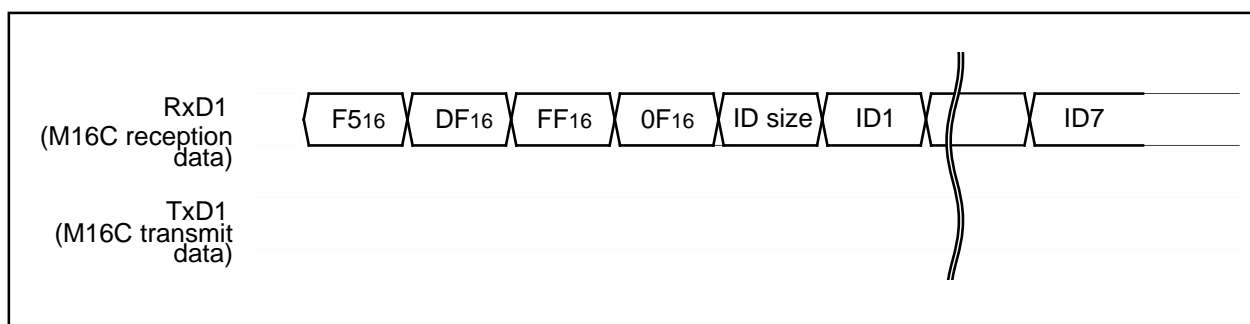 RxD1
(M16C reception
data)
F516 DF16 FF16 0F16 ID size ID1 ID7
TxD1
(M16C transmit
data)